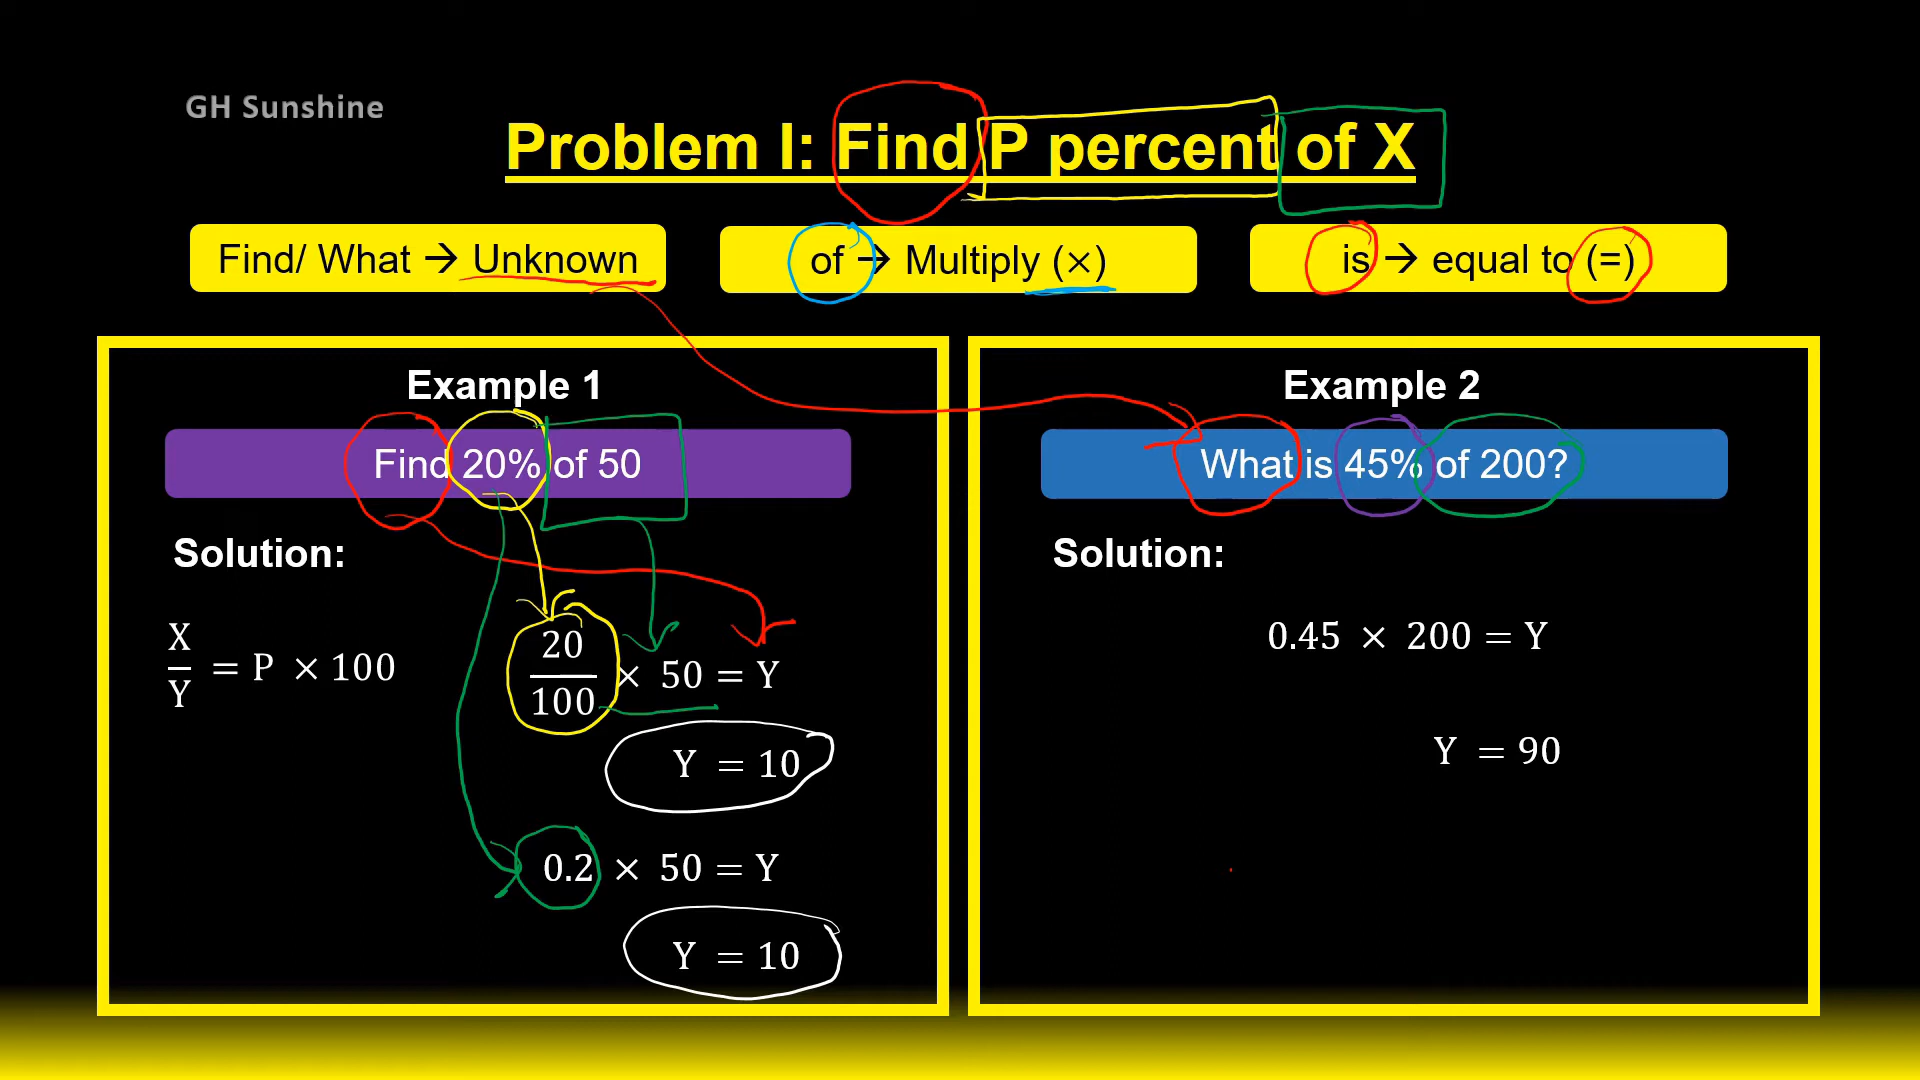 GH Sunshine
Problem I: Find P percent of X
Find/ What → Unknown
of → Multiply (×)
is → equal to (=)
Example 1
Find 20% of 50
Solution:
X/Y = P × 100
20/100 × 50 = Y
Y = 10
0.2 × 50 = Y
Y = 10
Example 2
What is 45% of 200?
Solution:
0.45 × 200 = Y
Y = 90